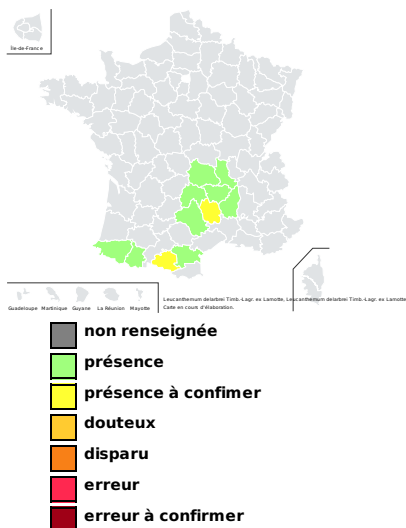 Île-de-France
Guadeloupe Martinique Guyane La Réunion Mayotte
Leucanthemum delarbrei Timb.-Lagr. ex Lamotte, Leucanthemum delarbrei Timb.-Lagr. ex Lamotte
Carte en cours d'élaboration.
non renseignée
présence
présence à confimer
douteux
disparu
erreur
erreur à confirmer